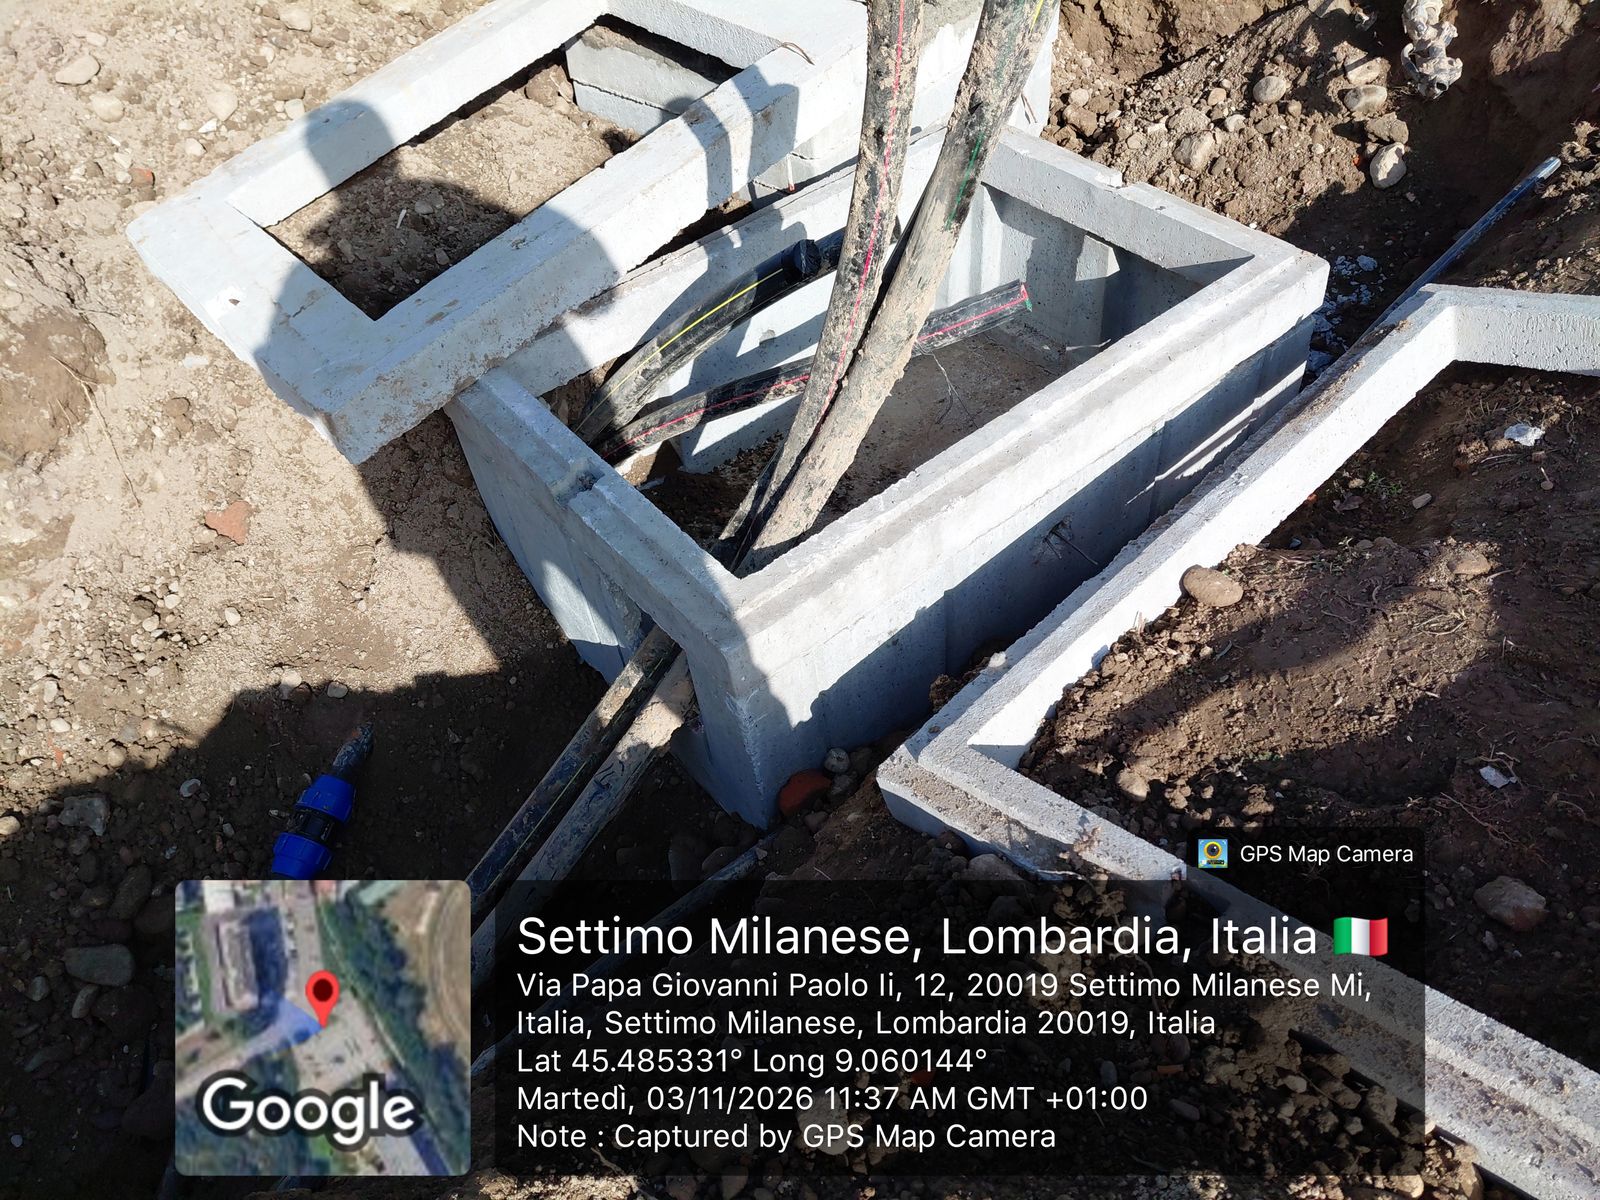 GPS Map Camera
Settimo Milanese, Lombardia, Italia 🇮🇹
Via Papa Giovanni Paolo Ii, 12, 20019 Settimo Milanese Mi,
Italia, Settimo Milanese, Lombardia 20019, Italia
Lat 45.485331° Long 9.060144°
Martedì, 03/11/2026 11:37 AM GMT +01:00
Note : Captured by GPS Map Camera
Google